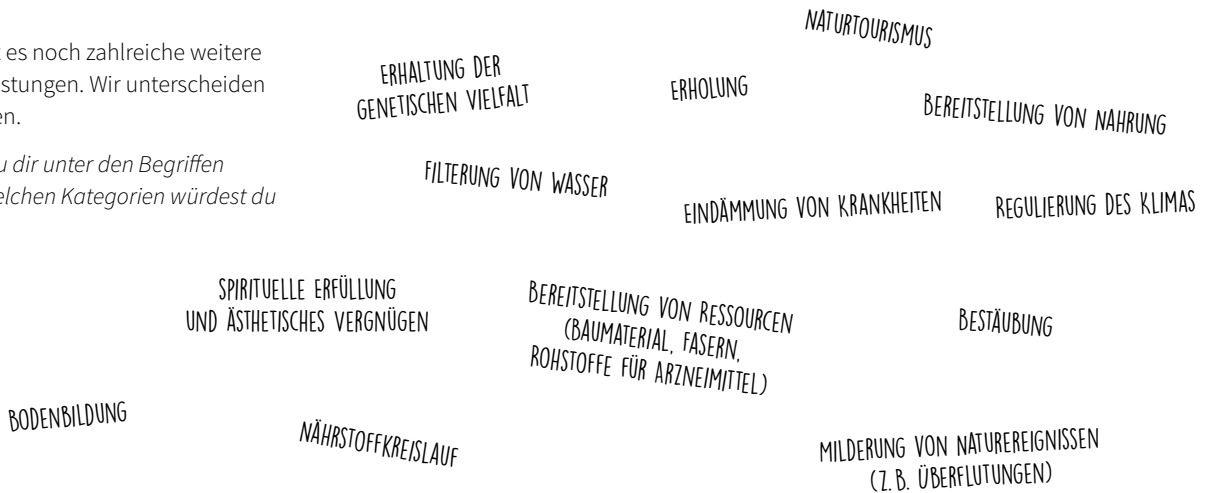 t es noch zahlreiche weitere
stungen. Wir unterscheiden
en.
u dir unter den Begriffen
elchen Kategorien würdest du
NATURTOURISMUS
ERHALTUNG DER
GENETISCHEN VIELFALT
ERHOLUNG
BEREITSTELLUNG VON NAHRUNG
FILTERUNG VON WASSER
EINDÄMMUNG VON KRANKHEITEN
REGULIERUNG DES KLIMAS
SPIRITUELLE ERFÜLLUNG
UND ÄSTHETISCHES VERGNÜGEN
BEREITSTELLUNG VON RESSOURCEN
(BAUMATERIAL, FASERN,
ROHSTOFFE FÜR ARZNEIMITTEL)
BESTÄUBUNG
BODENBILDUNG
NÄHRSTOFFKREISLAUF
MILDERUNG VON NATUREREIGNISSEN
(Z. B. ÜBERFLUTUNGEN)